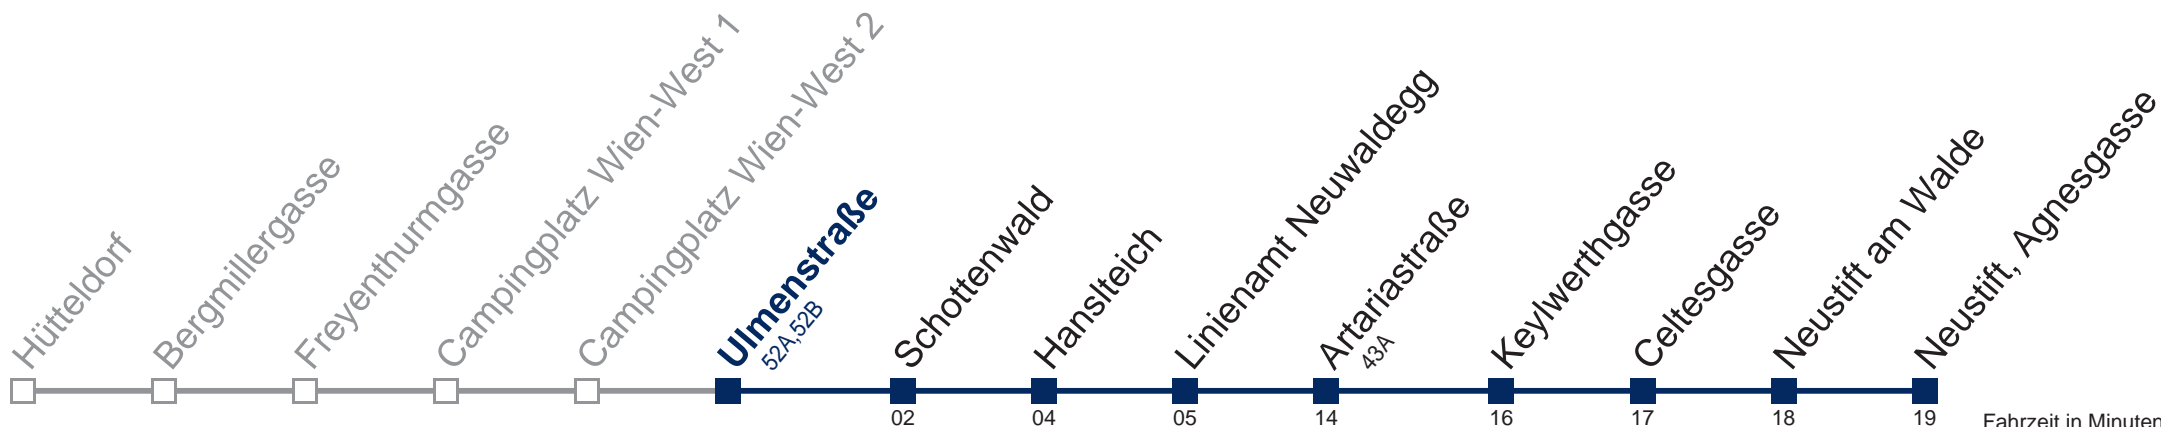 Hütteldorf
Bergmillergasse
Freyenthurmgasse
Campingplatz Wien-West 1
Campingplatz Wien-West 2
Ulmenstraße
52A,52B
Schottenwald
Hanslteich
Linienamt Neuwaldegg
Artariastraße
43A
Keylwerthgasse
Celtesgasse
Neustift am Walde
Neustift, Agnesgasse
02 04 05 14 16 17 18 19 Fahrzeit in Minuten